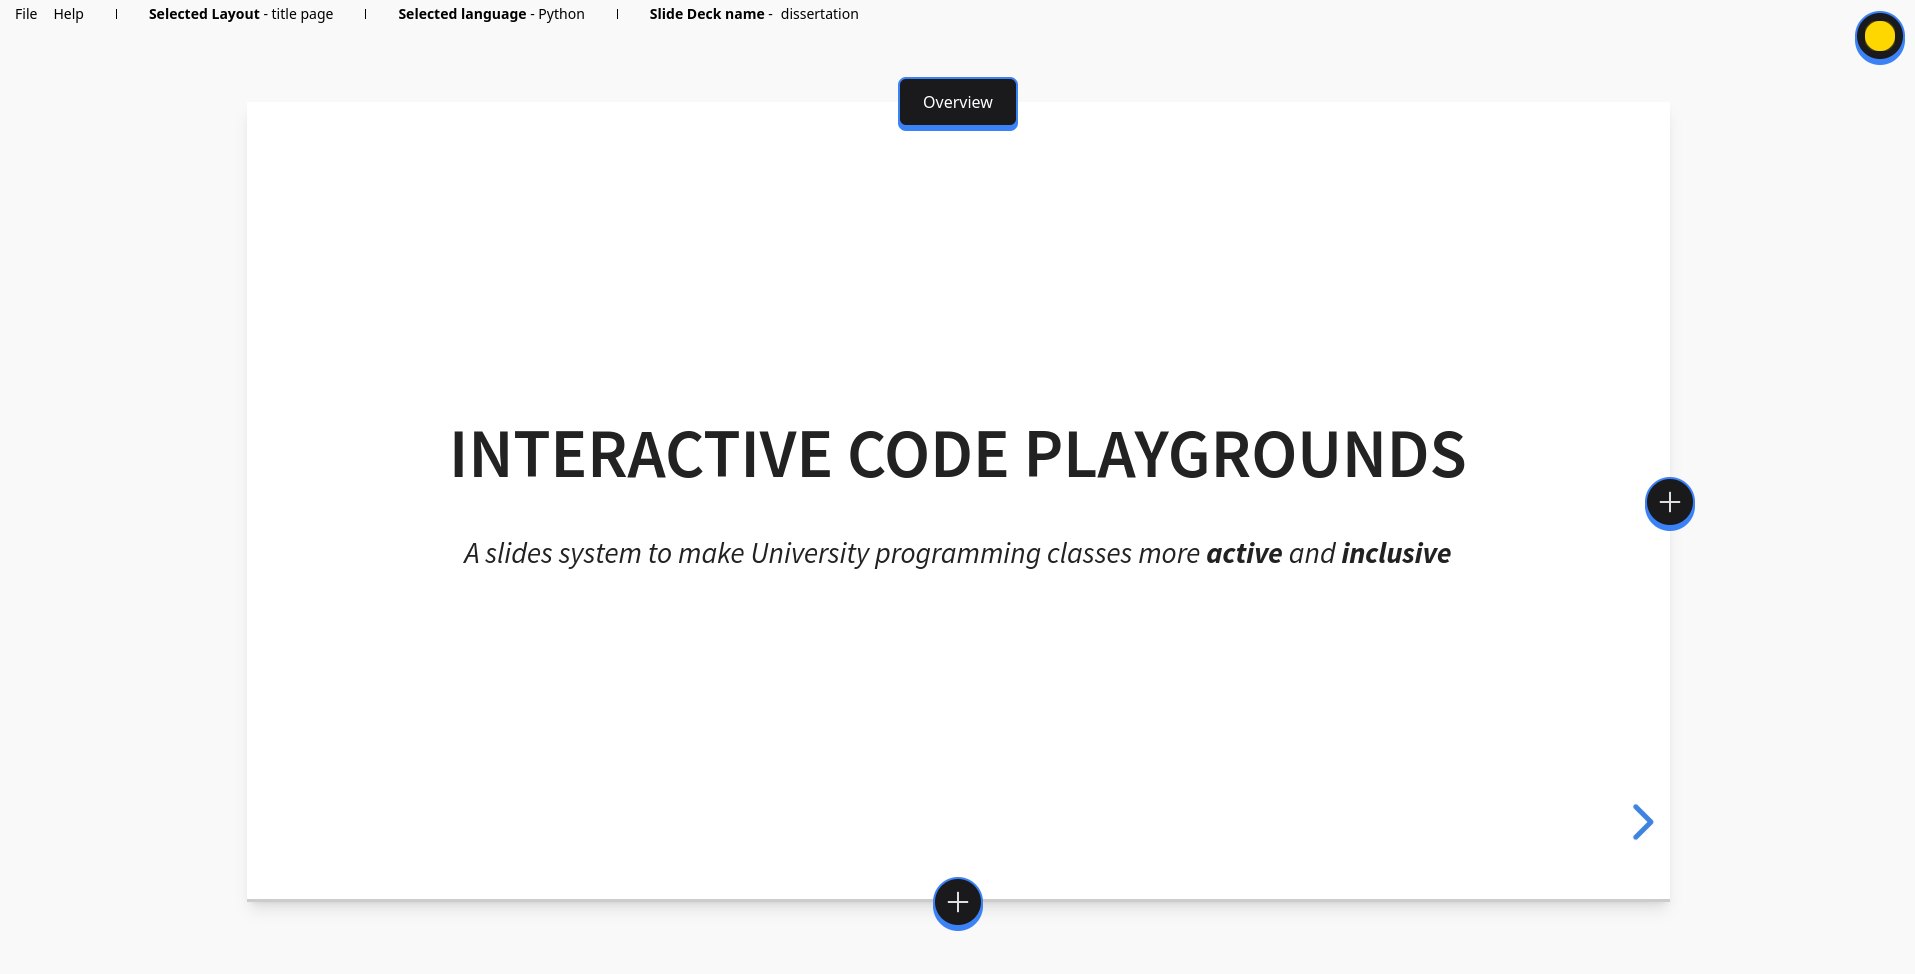 File Help | Selected Layout - title page | Selected language - Python | Slide Deck name - dissertation
Overview
INTERACTIVE CODE PLAYGROUNDS
A slides system to make University programming classes more active and inclusive